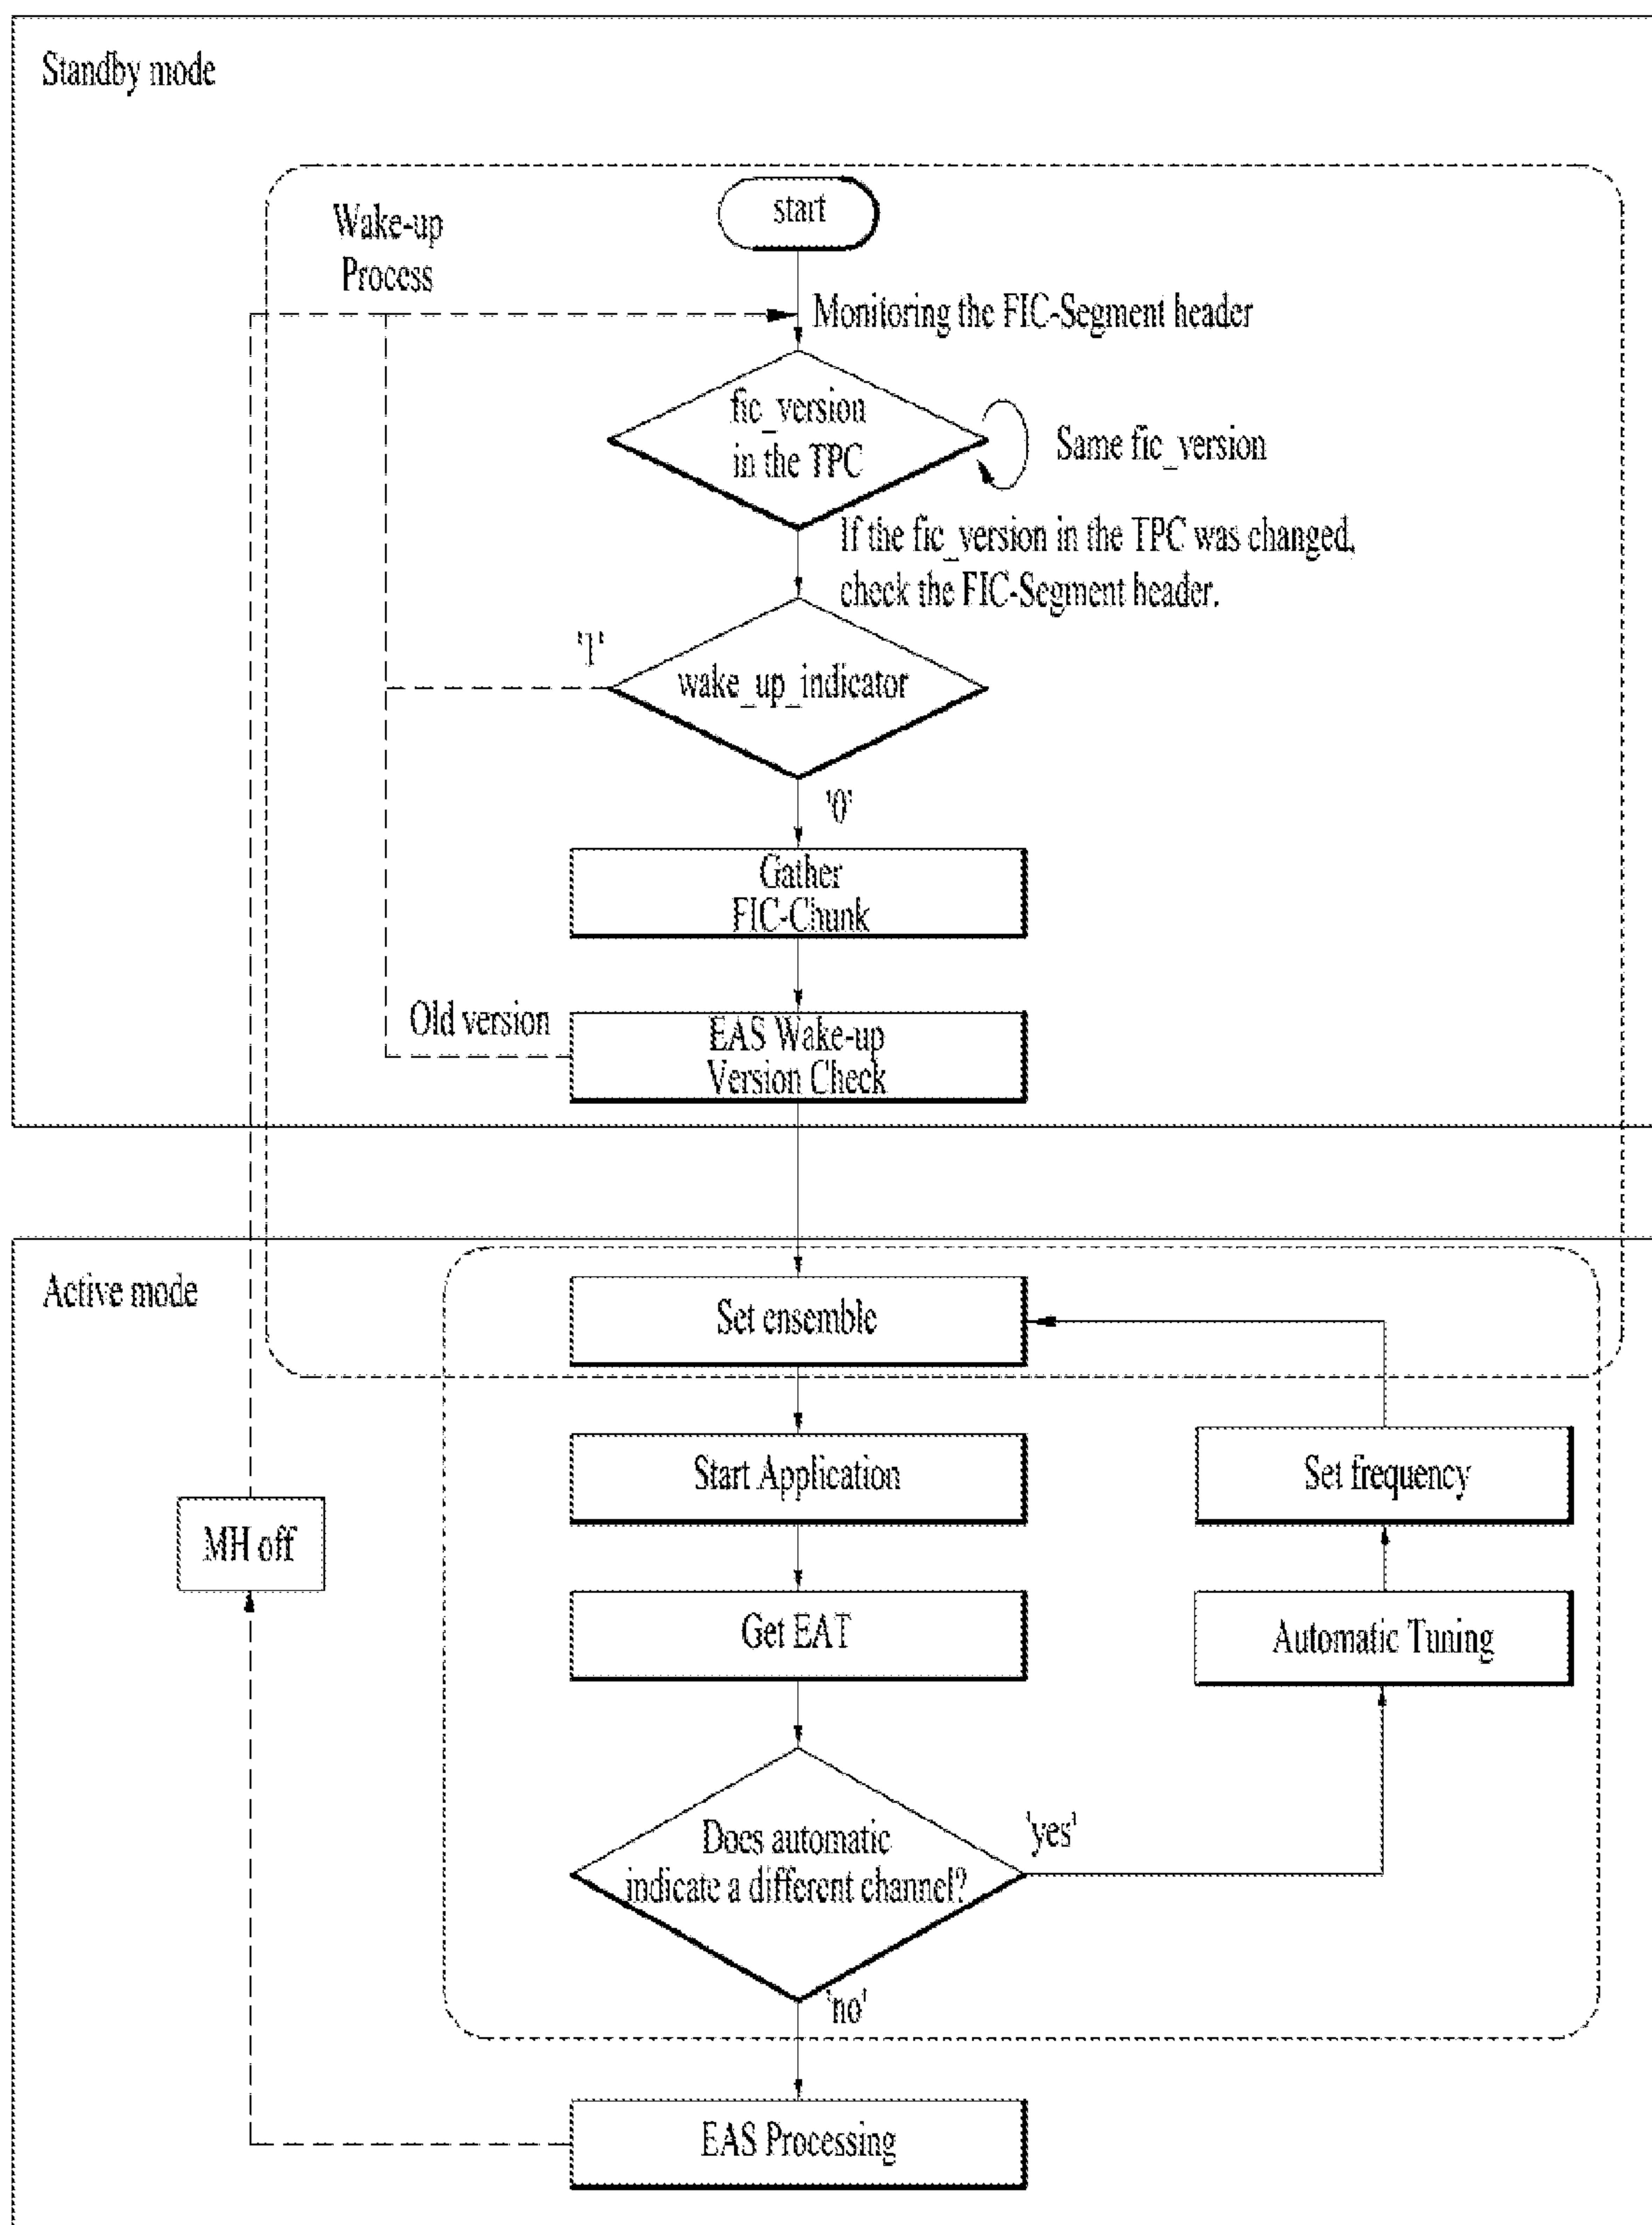 Standby mode
start
Wake-up
Process
Monitoring the FIC-Segment header
fic_version
in the TPC
Same fic_version
If the fic_version in the TPC was changed,
check the FIC-Segment header.
'1'
wake_up_indicator
'0'
Gather
FIC-Chunk
Old version
EAS Wake-up
Version Check
Active mode
Set ensemble
Start Application
Set frequency
MH off
Get EAT
Automatic Tuning
Does automatic
indicate a different channel?
'yes'
'no'
EAS Processing